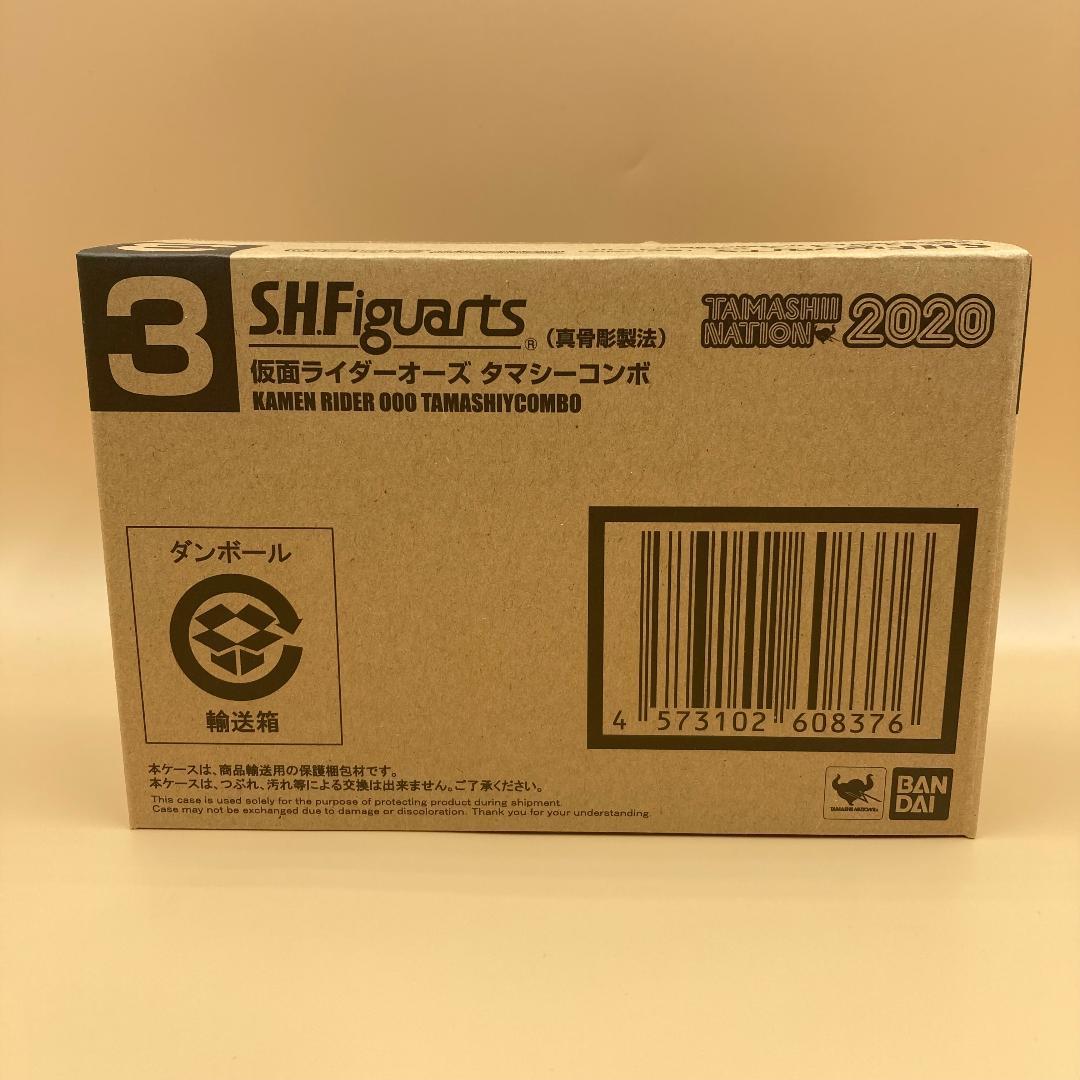 3
S.H.Figuarts ® (真骨彫製法)
仮面ライダーオーズ タマシーコンボ
KAMEN RIDER OOO TAMASHIYCOMBO
TAMASHII NATION 2020
ダンボール
輸送箱
4 573102 608376
本ケースは、商品輸送用の保護梱包材です。
本ケースは、つぶれ、汚れ等による交換は出来ません。ご了承ください。
This case is used solely for the purpose of protecting product during shipment.
Case may not be exchanged due to damage or discoloration. Thank you for your understanding.
TAMASHII NATIONS
BAN
DAI